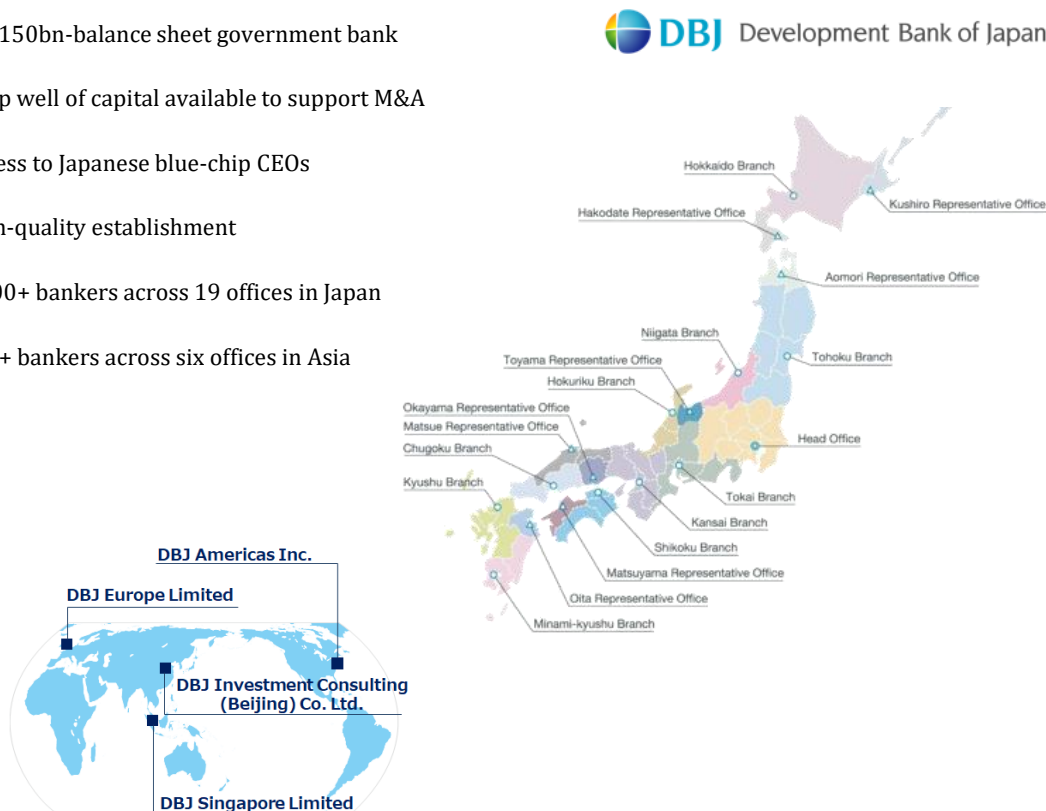 150bn-balance sheet government bank
p well of capital available to support M&A
ess to Japanese blue-chip CEOs
n-quality establishment
00+ bankers across 19 offices in Japan
+ bankers across six offices in Asia
DBJ Development Bank of Japan
Hokkaido Branch
Kushiro Representative Office
Hakodate Representative Office
Aomori Representative Office
Niigata Branch
Tohoku Branch
Toyama Representative Office
Hokuriku Branch
Okayama Representative Office
Matsue Representative Office
Head Office
Chugoku Branch
Kyushu Branch
Tokai Branch
Kansai Branch
Shikoku Branch
Matsuyama Representative Office
Oita Representative Office
Minami-kyushu Branch
DBJ Americas Inc.
DBJ Europe Limited
DBJ Investment Consulting
(Beijing) Co. Ltd.
DBJ Singapore Limited